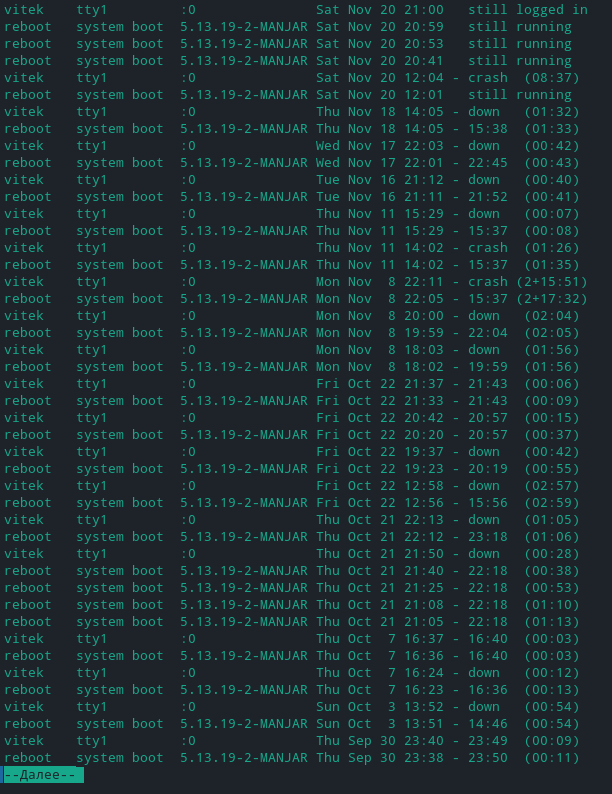 vitek    tty1         :0               Sat Nov 20 21:00   still logged in
reboot   system boot  5.13.19-2-MANJAR Sat Nov 20 20:59   still running
reboot   system boot  5.13.19-2-MANJAR Sat Nov 20 20:53   still running
reboot   system boot  5.13.19-2-MANJAR Sat Nov 20 20:41   still running
vitek    tty1         :0               Sat Nov 20 12:04 - crash  (08:37)
reboot   system boot  5.13.19-2-MANJAR Sat Nov 20 12:01   still running
vitek    tty1         :0               Thu Nov 18 14:05 - down   (01:32)
reboot   system boot  5.13.19-2-MANJAR Thu Nov 18 14:05 - 15:38  (01:33)
vitek    tty1         :0               Wed Nov 17 22:03 - down   (00:42)
reboot   system boot  5.13.19-2-MANJAR Wed Nov 17 22:01 - 22:45  (00:43)
vitek    tty1         :0               Tue Nov 16 21:12 - down   (00:40)
reboot   system boot  5.13.19-2-MANJAR Tue Nov 16 21:11 - 21:52  (00:41)
vitek    tty1         :0               Thu Nov 11 15:29 - down   (00:07)
reboot   system boot  5.13.19-2-MANJAR Thu Nov 11 15:29 - 15:37  (00:08)
vitek    tty1         :0               Thu Nov 11 14:02 - crash  (01:26)
reboot   system boot  5.13.19-2-MANJAR Thu Nov 11 14:02 - 15:37  (01:35)
vitek    tty1         :0               Mon Nov  8 22:11 - crash (2+15:51)
reboot   system boot  5.13.19-2-MANJAR Mon Nov  8 22:05 - 15:37 (2+17:32)
vitek    tty1         :0               Mon Nov  8 20:00 - down   (02:04)
reboot   system boot  5.13.19-2-MANJAR Mon Nov  8 19:59 - 22:04  (02:05)
vitek    tty1         :0               Mon Nov  8 18:03 - down   (01:56)
reboot   system boot  5.13.19-2-MANJAR Mon Nov  8 18:02 - 19:59  (01:56)
vitek    tty1         :0               Fri Oct 22 21:37 - 21:43  (00:06)
reboot   system boot  5.13.19-2-MANJAR Fri Oct 22 21:33 - 21:43  (00:09)
vitek    tty1         :0               Fri Oct 22 20:42 - 20:57  (00:15)
reboot   system boot  5.13.19-2-MANJAR Fri Oct 22 20:20 - 20:57  (00:37)
vitek    tty1         :0               Fri Oct 22 19:37 - down   (00:42)
reboot   system boot  5.13.19-2-MANJAR Fri Oct 22 19:23 - 20:19  (00:55)
vitek    tty1         :0               Fri Oct 22 12:58 - down   (02:57)
reboot   system boot  5.13.19-2-MANJAR Fri Oct 22 12:56 - 15:56  (02:59)
vitek    tty1         :0               Thu Oct 21 22:13 - down   (01:05)
reboot   system boot  5.13.19-2-MANJAR Thu Oct 21 22:12 - 23:18  (01:06)
vitek    tty1         :0               Thu Oct 21 21:50 - down   (00:28)
reboot   system boot  5.13.19-2-MANJAR Thu Oct 21 21:40 - 22:18  (00:38)
reboot   system boot  5.13.19-2-MANJAR Thu Oct 21 21:25 - 22:18  (00:53)
reboot   system boot  5.13.19-2-MANJAR Thu Oct 21 21:08 - 22:18  (01:10)
reboot   system boot  5.13.19-2-MANJAR Thu Oct 21 21:05 - 22:18  (01:13)
vitek    tty1         :0               Thu Oct  7 16:37 - 16:40  (00:03)
reboot   system boot  5.13.19-2-MANJAR Thu Oct  7 16:36 - 16:40  (00:03)
vitek    tty1         :0               Thu Oct  7 16:24 - down   (00:12)
reboot   system boot  5.13.19-2-MANJAR Thu Oct  7 16:23 - 16:36  (00:13)
vitek    tty1         :0               Sun Oct  3 13:52 - down   (00:54)
reboot   system boot  5.13.19-2-MANJAR Sun Oct  3 13:51 - 14:46  (00:54)
vitek    tty1         :0               Thu Sep 30 23:40 - 23:49  (00:09)
reboot   system boot  5.13.19-2-MANJAR Thu Sep 30 23:38 - 23:50  (00:11)
--Далее--